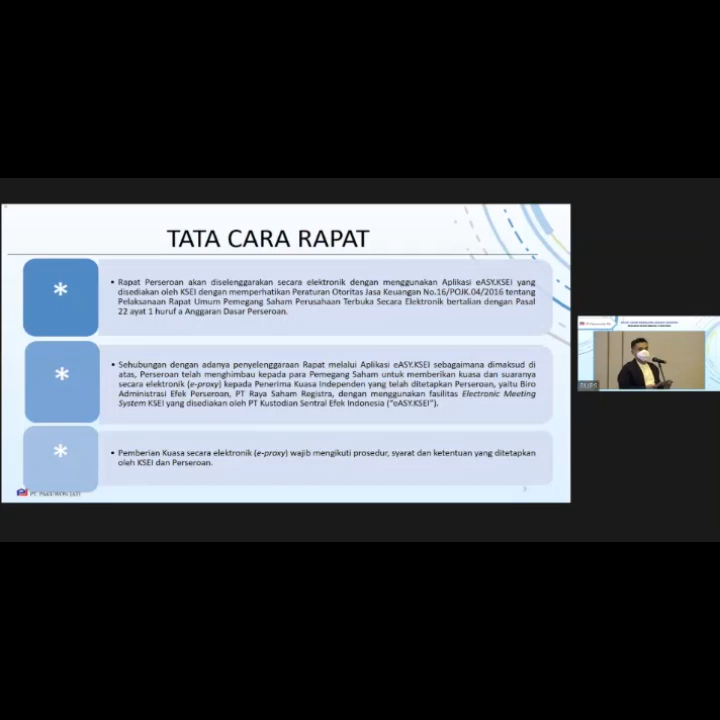 TATA CARA RAPAT
*
• Rapat Perseroan akan diselenggarakan secara elektronik dengan menggunakan Aplikasi eASY.KSEI yang
disediakan oleh KSEI dengan memperhatikan Peraturan Otoritas Jasa Keuangan No.16/POJK.04/2016 tentang
Pelaksanaan Rapat Umum Pemegang Saham Perusahaan Terbuka Secara Elektronik bertalian dengan Pasal
22 ayat 1 huruf a Anggaran Dasar Perseroan.
*
• Sehubungan dengan adanya penyelenggaraan Rapat melalui Aplikasi eASY.KSEI sebagaimana dimaksud di
atas, Perseroan telah menghimbau kepada para Pemegang Saham untuk memberikan kuasa dan suaranya
secara elektronik (e-proxy) kepada Penerima Kuasa Independen yang telah ditetapkan Perseroan, yaitu Biro
Administrasi Efek Perseroan, PT Raya Saham Registra, dengan menggunakan fasilitas Electronic Meeting
System KSEI yang disediakan oleh PT Kustodian Sentral Efek Indonesia ("eASY.KSEI").
*
• Pemberian Kuasa secara elektronik (e-proxy) wajib mengikuti prosedur, syarat dan ketentuan yang ditetapkan
oleh KSEI dan Perseroan.
PT. PAKUWON JATI